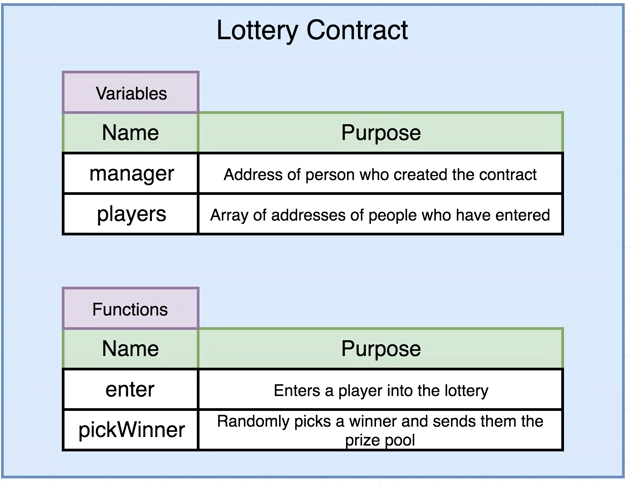 Lottery Contract
Variables
Name Purpose
manager Address of person who created the contract
players Array of addresses of people who have entered
Functions
Name Purpose
enter Enters a player into the lottery
pickWinner Randomly picks a winner and sends them the
prize pool